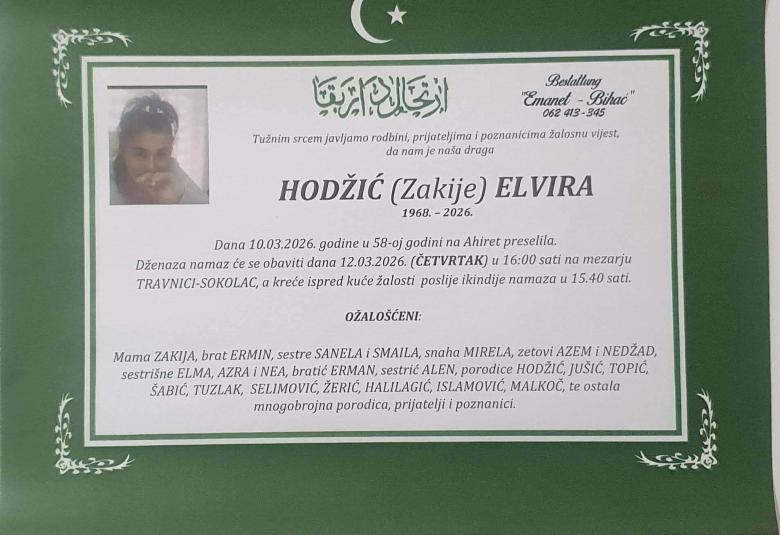 Bestattung
"Emanet - Bihać"
062 413-345
Tužnim srcem javljamo rodbini, prijateljima i poznanicima žalosnu vijest,
da nam je naša draga
HODŽIĆ (Zakije) ELVIRA
1968. – 2026.
Dana 10.03.2026. godine u 58-oj godini na Ahiret preselila.
Dženaza namaz će se obaviti dana 12.03.2026. (ČETVRTAK) u 16:00 sati na mezarju
TRAVNICI-SOKOLAC, a kreće ispred kuće žalosti poslije ikindije namaza u 15.40 sati.
OŽALOŠĆENI:
Mama ZAKIJA, brat ERMIN, sestre SANELA i SMAILA, snaha MIRELA, zetovi AZEM i NEDŽAD,
sestrišne ELMA, AZRA i NEA, bratić ERMAN, sestrić ALEN, porodice HODŽIĆ, JUŠIĆ, TOPIĆ,
ŠABIĆ, TUZLAK, SELIMOVIĆ, ŽERIĆ, HALILAGIĆ, ISLAMOVIĆ, MALKOČ, te ostala
mnogobrojna porodica, prijatelji i poznanici.